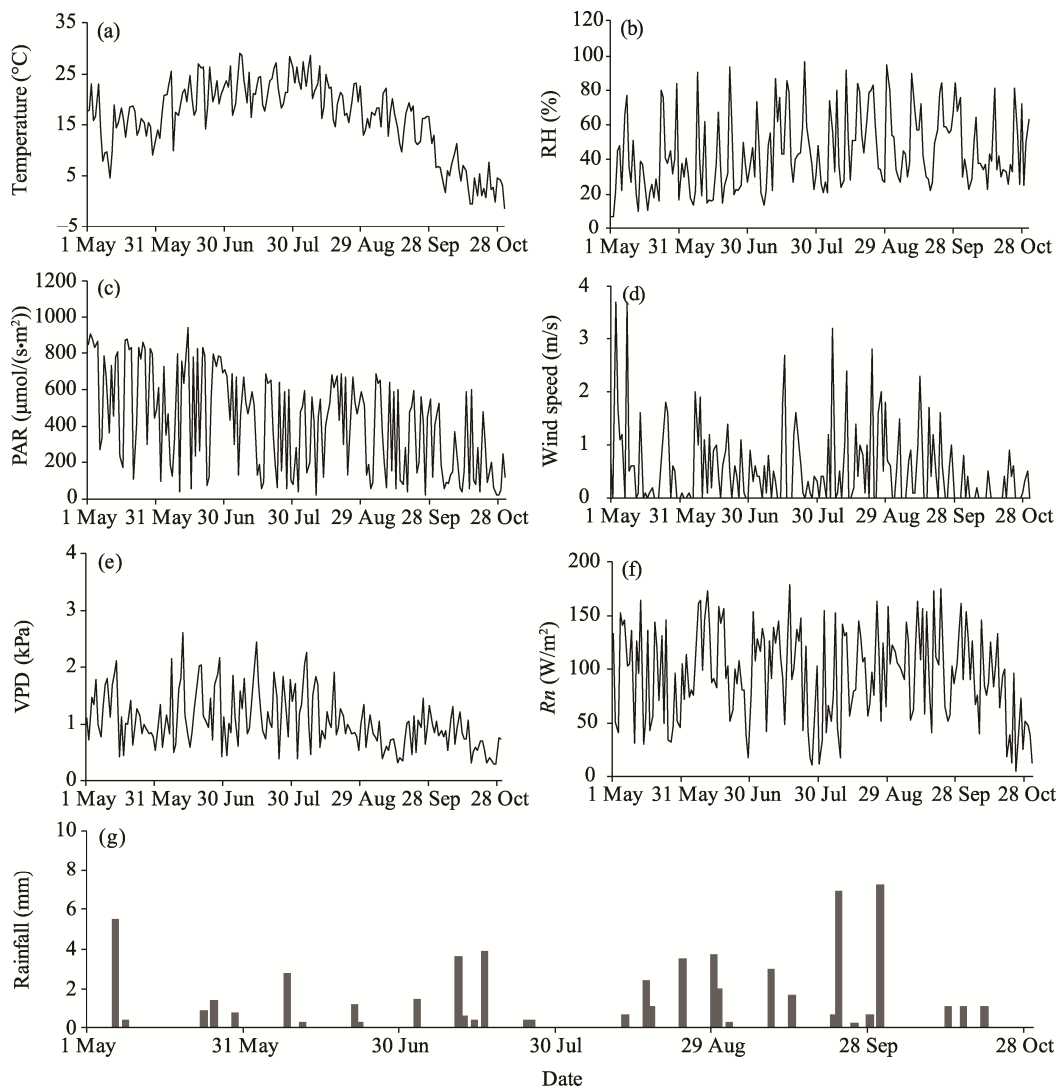 (a)
Temperature (°C)
35
25
15
5
−5
1 May 31 May 30 Jun 30 Jul 29 Aug 28 Sep 28 Oct
(b)
RH (%)
120
100
80
60
40
20
0
1 May 31 May 30 Jun 30 Jul 29 Aug 28 Sep 28 Oct
(c)
PAR (μmol/(s•m²))
1200
1000
800
600
400
200
0
1 May 31 May 30 Jun 30 Jul 29 Aug 28 Sep 28 Oct
(d)
Wind speed (m/s)
4
3
2
1
0
1 May 31 May 30 Jun 30 Jul 29 Aug 28 Sep 28 Oct
(e)
VPD (kPa)
4
3
2
1
0
1 May 31 May 30 Jun 30 Jul 29 Aug 28 Sep 28 Oct
(f)
Rn (W/m²)
200
150
100
50
0
1 May 31 May 30 Jun 30 Jul 29 Aug 28 Sep 28 Oct
(g)
Rainfall (mm)
10
8
6
4
2
0
1 May 31 May 30 Jun 30 Jul 29 Aug 28 Sep 28 Oct
Date